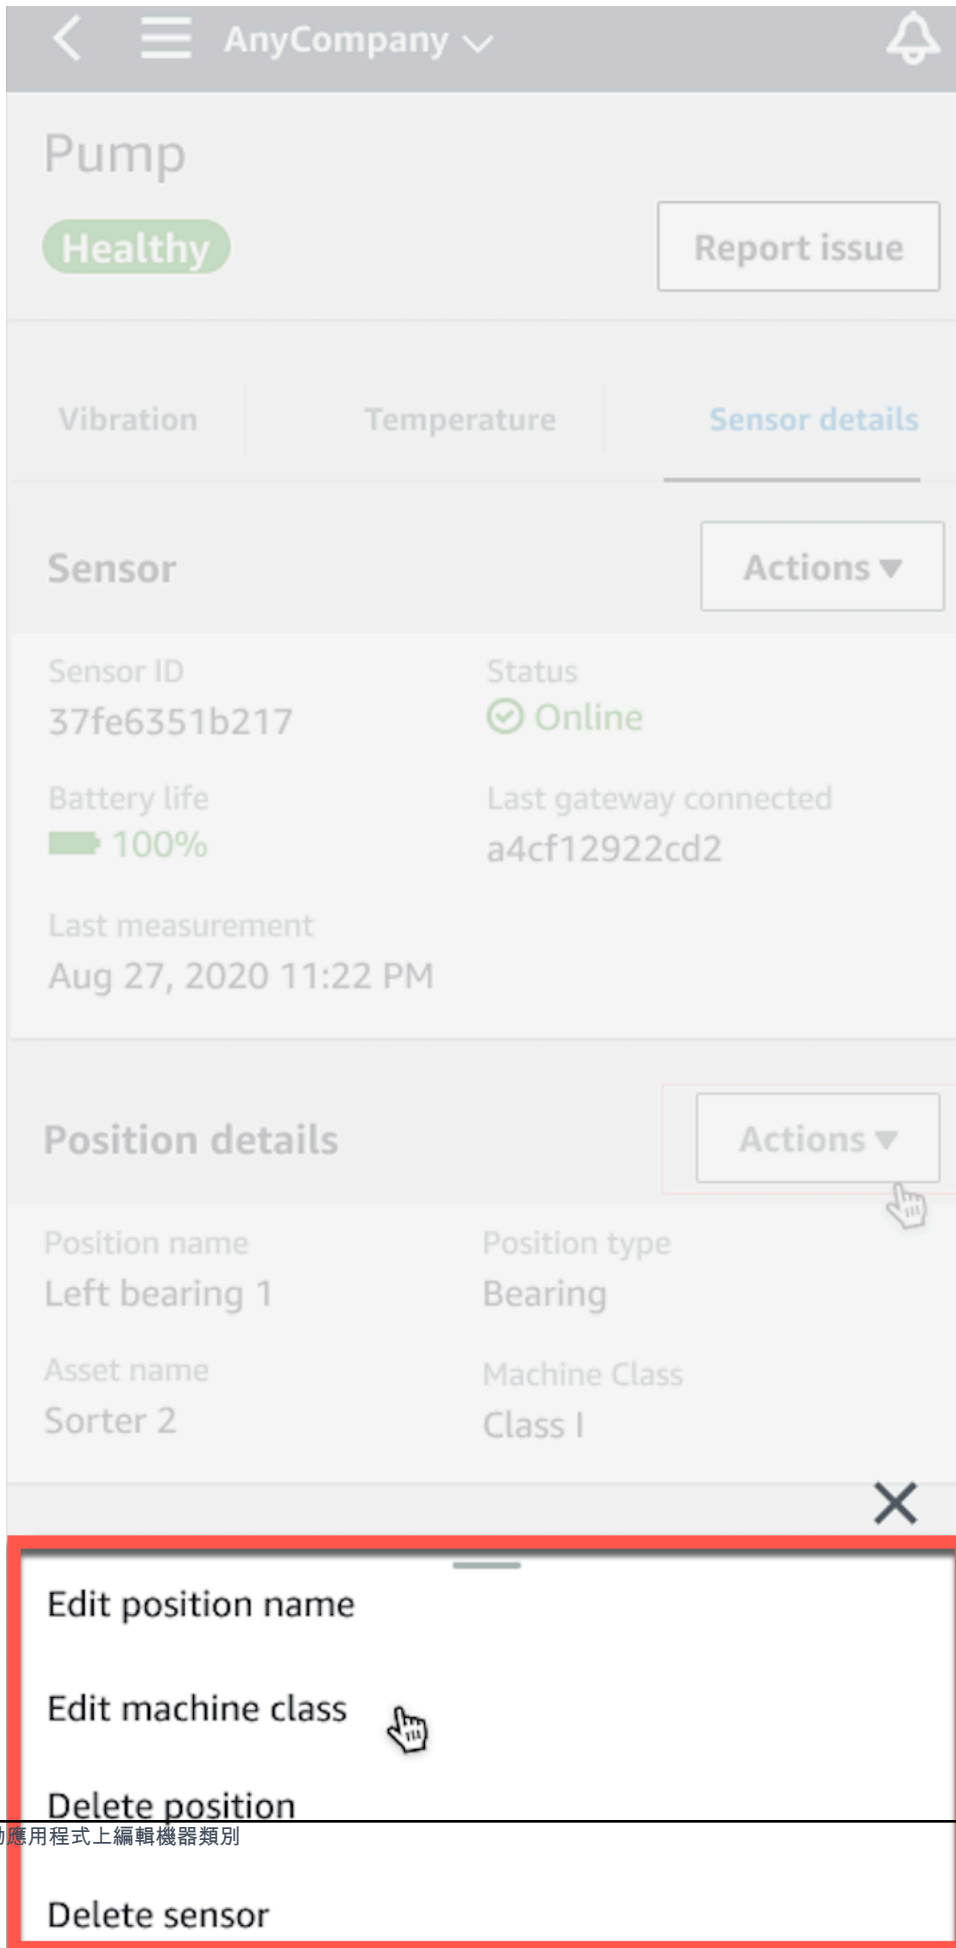 AnyCompany
Pump
Healthy
Report issue
Vibration Temperature Sensor details
Sensor
Actions
Sensor ID Status
37fe6351b217 Online
Battery life Last gateway connected
100% a4cf12922cd2
Last measurement
Aug 27, 2020 11:22 PM
Position details
Actions
Position name Position type
Left bearing 1 Bearing
Asset name Machine Class
Sorter 2 Class I
Edit position name
Edit machine class
Delete position
應用程式上編輯機器類別
Delete sensor